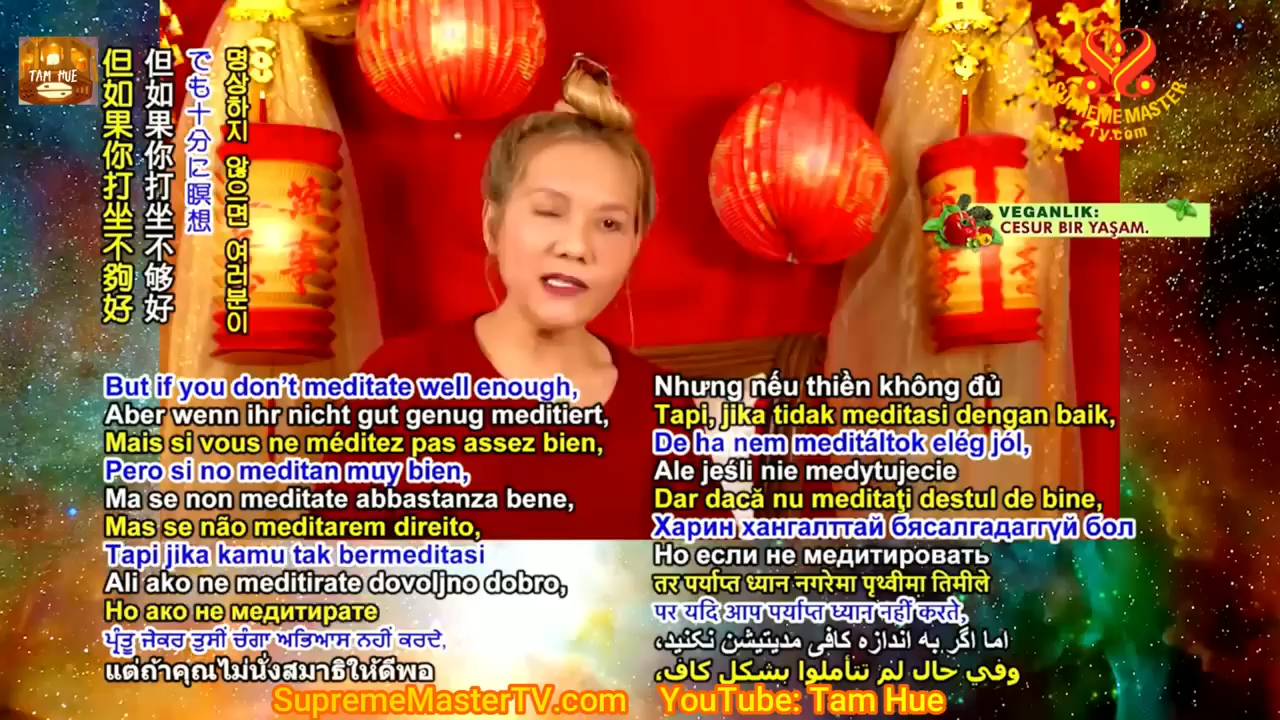 TAM HUE
但如果你打坐不夠好
但如果你打坐不够好
でも十分に瞑想
명상하지 않으면 여러분이
SUPREME MASTER
TV.com
VEGANLIK:
CESUR BIR YAŞAM.
But if you don't meditate well enough,
Aber wenn ihr nicht gut genug meditiert,
Mais si vous ne méditez pas assez bien,
Pero si no meditan muy bien,
Ma se non meditate abbastanza bene,
Mas se não meditarem direito,
Tapi jika kamu tak bermeditasi
Ali ako ne meditirate dovoljno dobro,
Но ако не медитирате
ਪ੍ਰੰਤੂ ਜੇਕਰ ਤੁਸੀਂ ਚੰਗਾ ਅਭਿਆਸ ਨਹੀਂ ਕਰਦੇ,
แต่ถ้าคุณไม่นั่งสมาธิให้ดีพอ
Nhưng nếu thiền không đủ
Tapi, jika tidak meditasi dengan baik,
De ha nem meditáltok elég jól,
Ale jeśli nie medytujecie
Dar dacă nu meditaţi destul de bine,
Харин хангалттай бясалгадаггүй бол
Но если не медитировать
तर पर्याप्त ध्यान नगरेमा पृथ्वीमा तिमीले
पर यदि आप पर्याप्त ध्यान नहीं करते,
اما اگر به اندازه کافی مدیتیشن نکنید،
وفي حال لم تتأملوا بشكل كاف،
SupremeMasterTV.com YouTube: Tam Hue